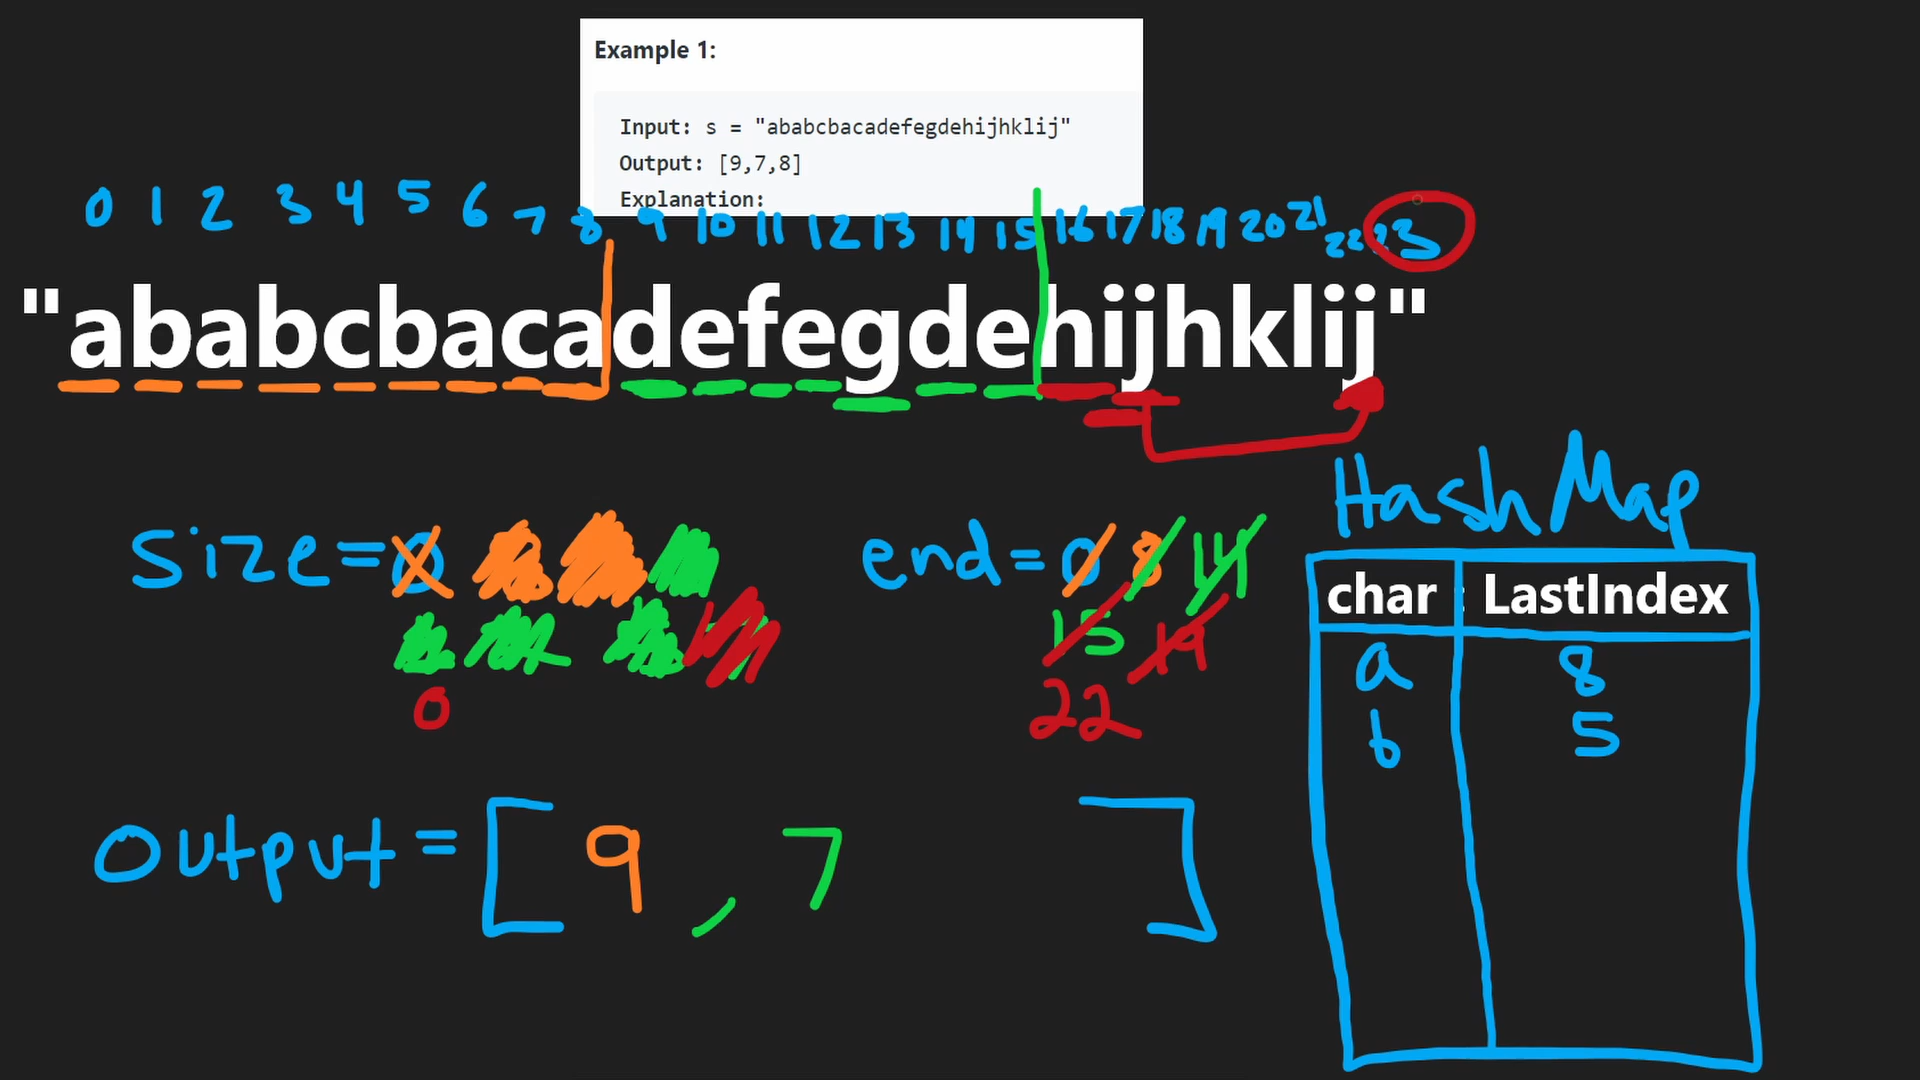 Example 1:
Input: s = "ababcbacadefegdehijhklij"
Output: [9,7,8]
Explanation:
0 1 2 3 4 5 6 7 8 9 10 11 12 13 14 15 16 17 18 19 20 21 22 23
"ababcbacadefegdehijhklij"
HashMap
size=0
end=0 8 14
15 19
0
22
char : LastIndex
a 8
b 5
output = [ 9 , 7 ]